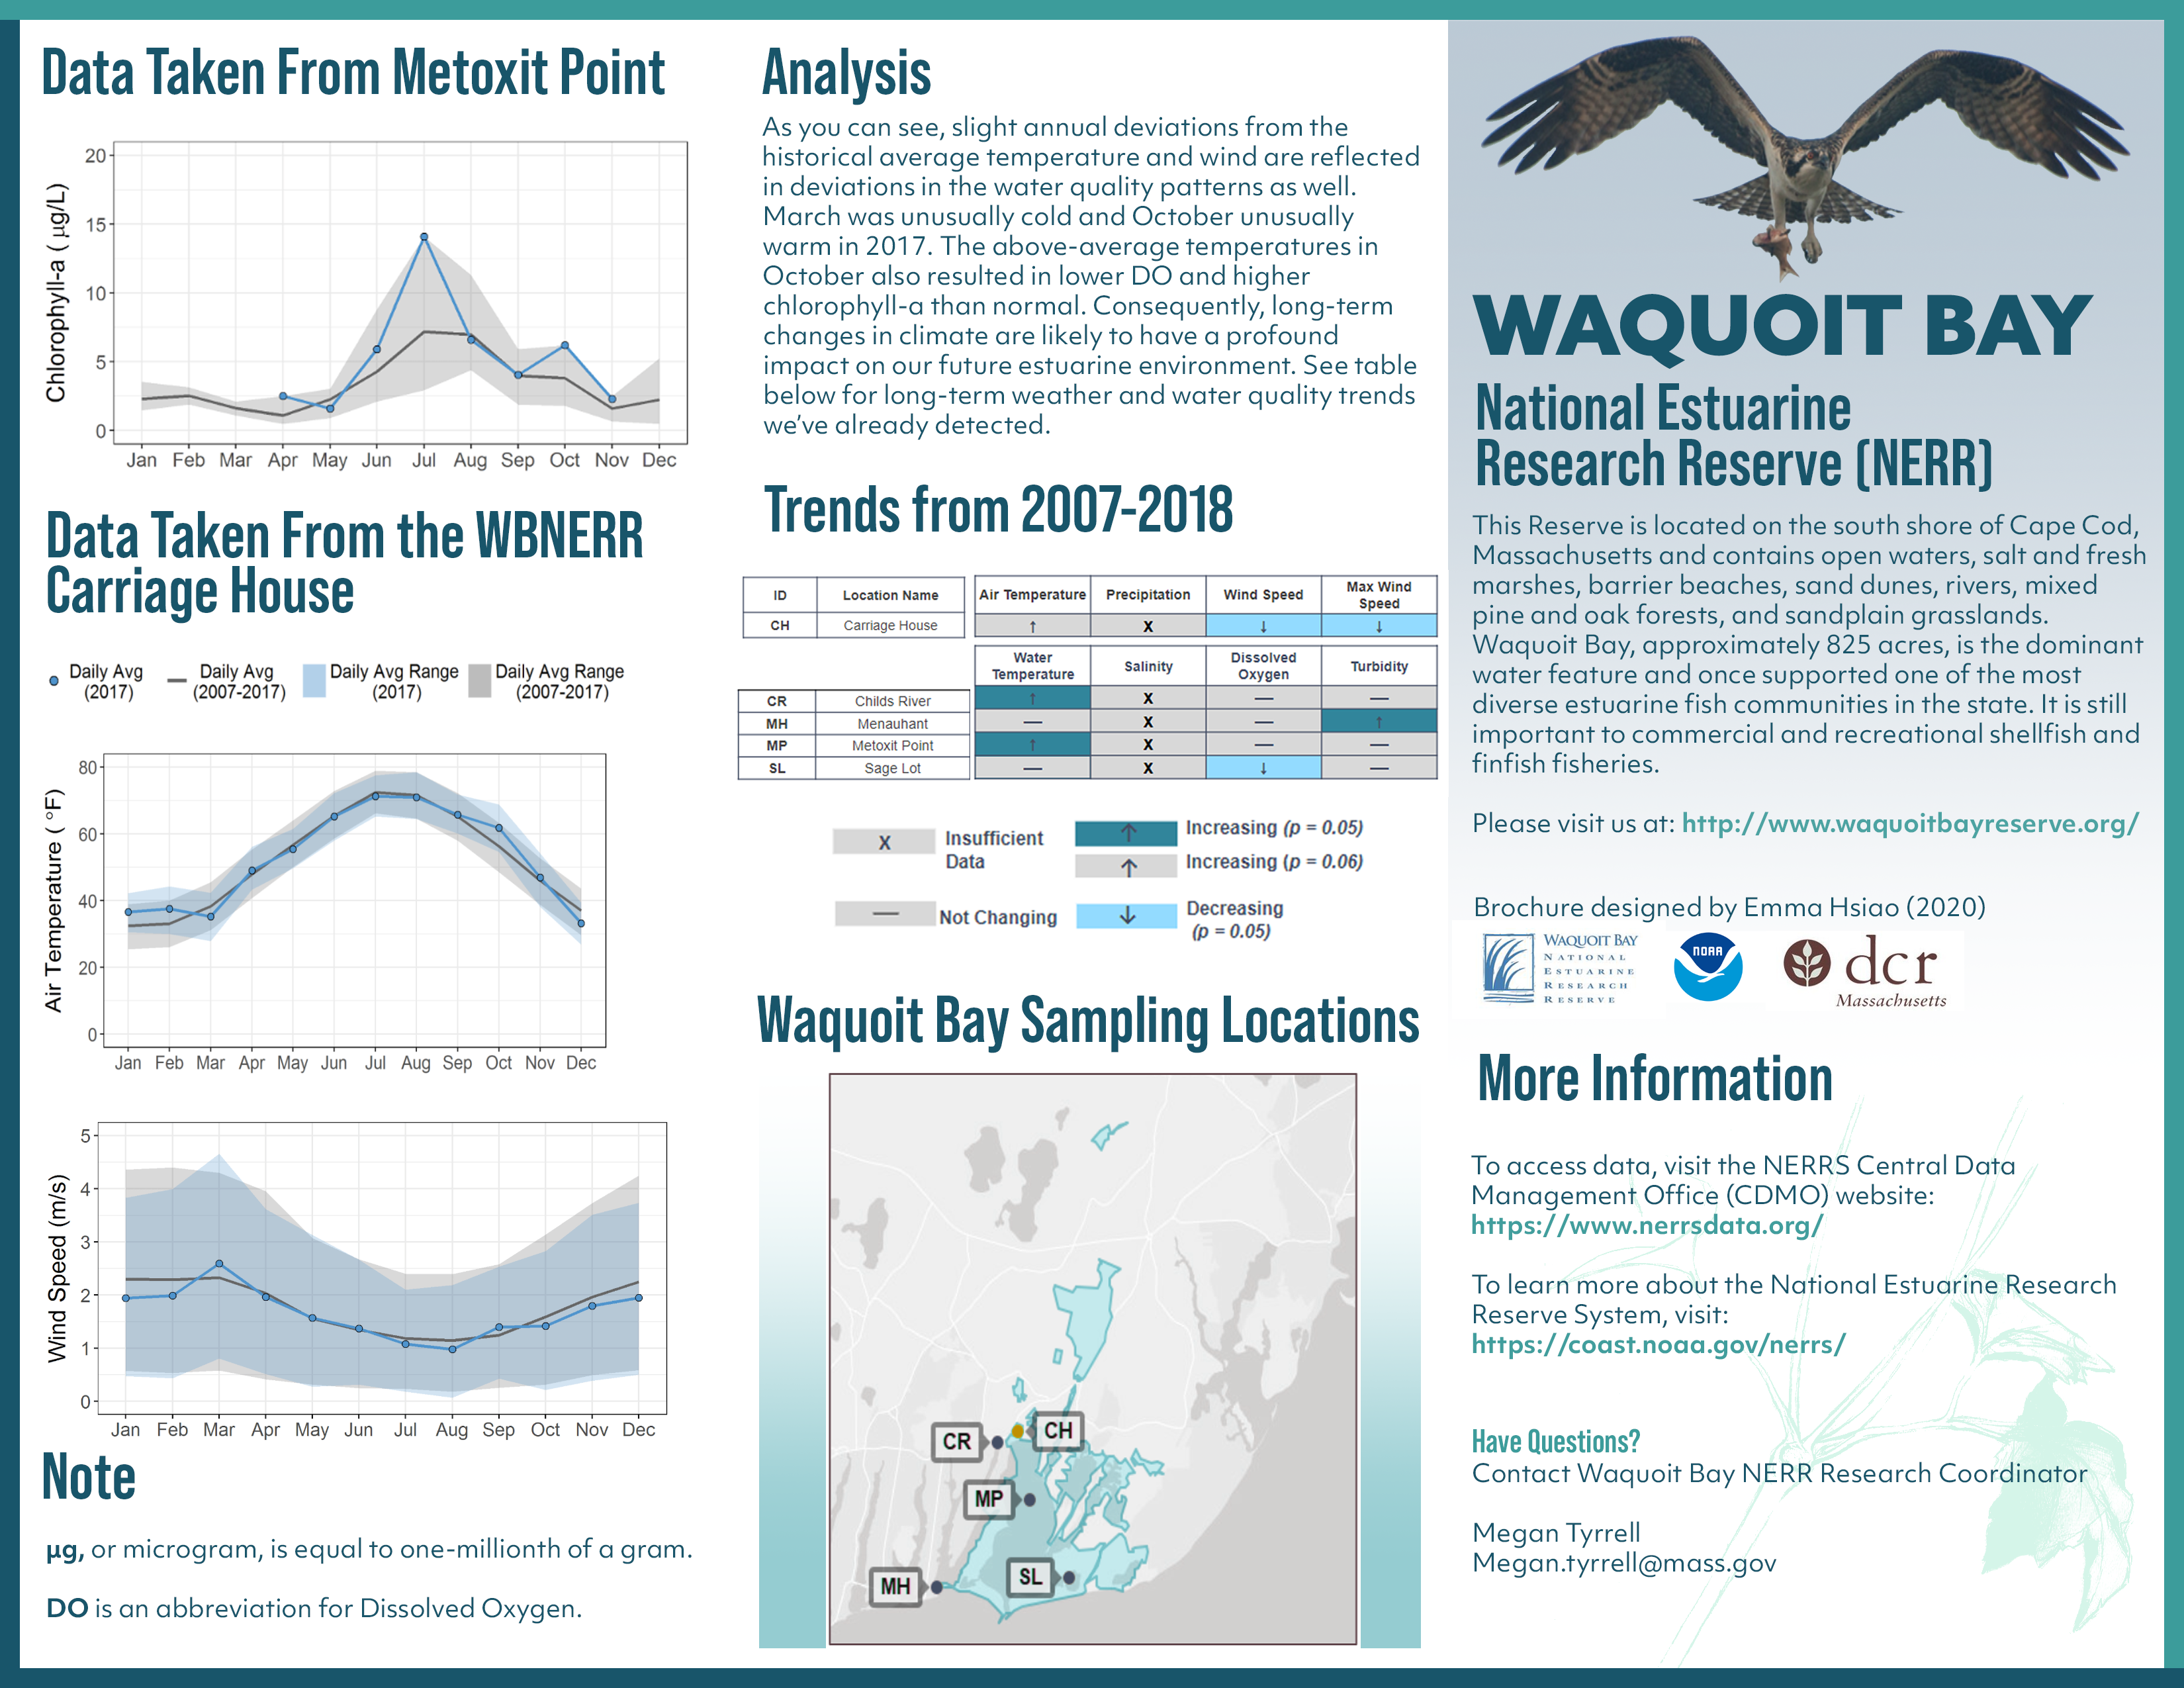 Data Taken From Metoxit Point
Chlorophyll-a ( µg/L)
20
15
10
5
0
Jan Feb Mar Apr May Jun Jul Aug Sep Oct Nov Dec
Data Taken From the WBNERR
Carriage House
Daily Avg
(2017)
Daily Avg
(2007-2017)
Daily Avg Range
(2017)
Daily Avg Range
(2007-2017)
Air Temperature ( °F)
80
60
40
20
0
Jan Feb Mar Apr May Jun Jul Aug Sep Oct Nov Dec
Wind Speed (m/s)
5
4
3
2
1
0
Jan Feb Mar Apr May Jun Jul Aug Sep Oct Nov Dec
Note
µg, or microgram, is equal to one-millionth of a gram.
DO is an abbreviation for Dissolved Oxygen.
Analysis
As you can see, slight annual deviations from the
historical average temperature and wind are reflected
in deviations in the water quality patterns as well.
March was unusually cold and October unusually
warm in 2017. The above-average temperatures in
October also resulted in lower DO and higher
chlorophyll-a than normal. Consequently, long-term
changes in climate are likely to have a profound
impact on our future estuarine environment. See table
below for long-term weather and water quality trends
we've already detected.
Trends from 2007-2018
ID Location Name Air Temperature Precipitation Wind Speed Max Wind Speed
CH Carriage House ↑ X ↓ ↓
Water Temperature Salinity Dissolved Oxygen Turbidity
CR Childs River ↑ X — —
MH Menauhant — X — ↑
MP Metoxit Point ↑ X — —
SL Sage Lot — X ↓ —
X Insufficient Data
↑ Increasing (p = 0.05)
↑ Increasing (p = 0.06)
— Not Changing
↓ Decreasing
(p = 0.05)
Waquoit Bay Sampling Locations
CR
CH
MP
MH
SL
WAQUOIT BAY
National Estuarine
Research Reserve (NERR)
This Reserve is located on the south shore of Cape Cod,
Massachusetts and contains open waters, salt and fresh
marshes, barrier beaches, sand dunes, rivers, mixed
pine and oak forests, and sandplain grasslands.
Waquoit Bay, approximately 825 acres, is the dominant
water feature and once supported one of the most
diverse estuarine fish communities in the state. It is still
important to commercial and recreational shellfish and
finfish fisheries.
Please visit us at: http://www.waquoitbayreserve.org/
Brochure designed by Emma Hsiao (2020)
WAQUOIT BAY
NATIONAL
ESTUARINE
RESEARCH
RESERVE
NOAA
dcr
Massachusetts
More Information
To access data, visit the NERRS Central Data
Management Office (CDMO) website:
https://www.nerrsdata.org/
To learn more about the National Estuarine Research
Reserve System, visit:
https://coast.noaa.gov/nerrs/
Have Questions?
Contact Waquoit Bay NERR Research Coordinator
Megan Tyrrell
Megan.tyrrell@mass.gov